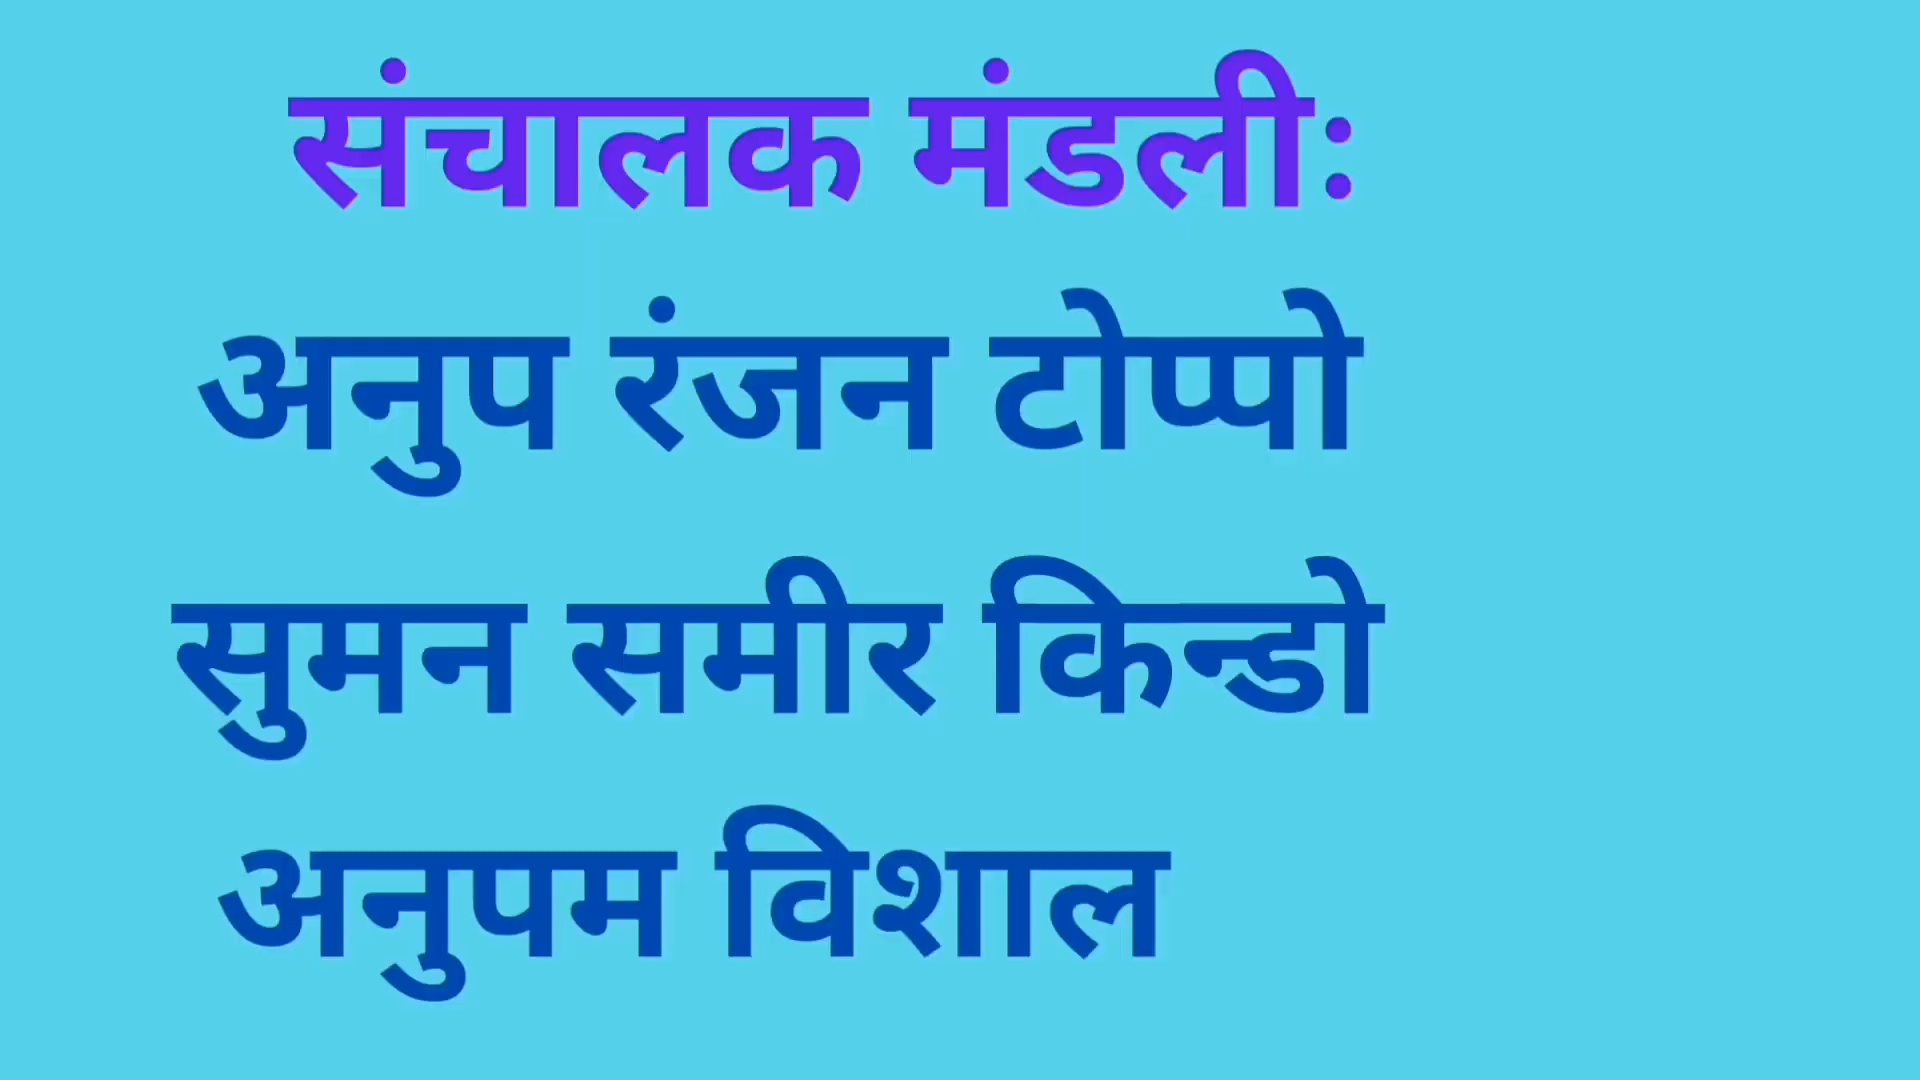 संचालक मंडली:
अनुप रंजन टोप्पो
सुमन समीर किन्डो
अनुपम विशाल